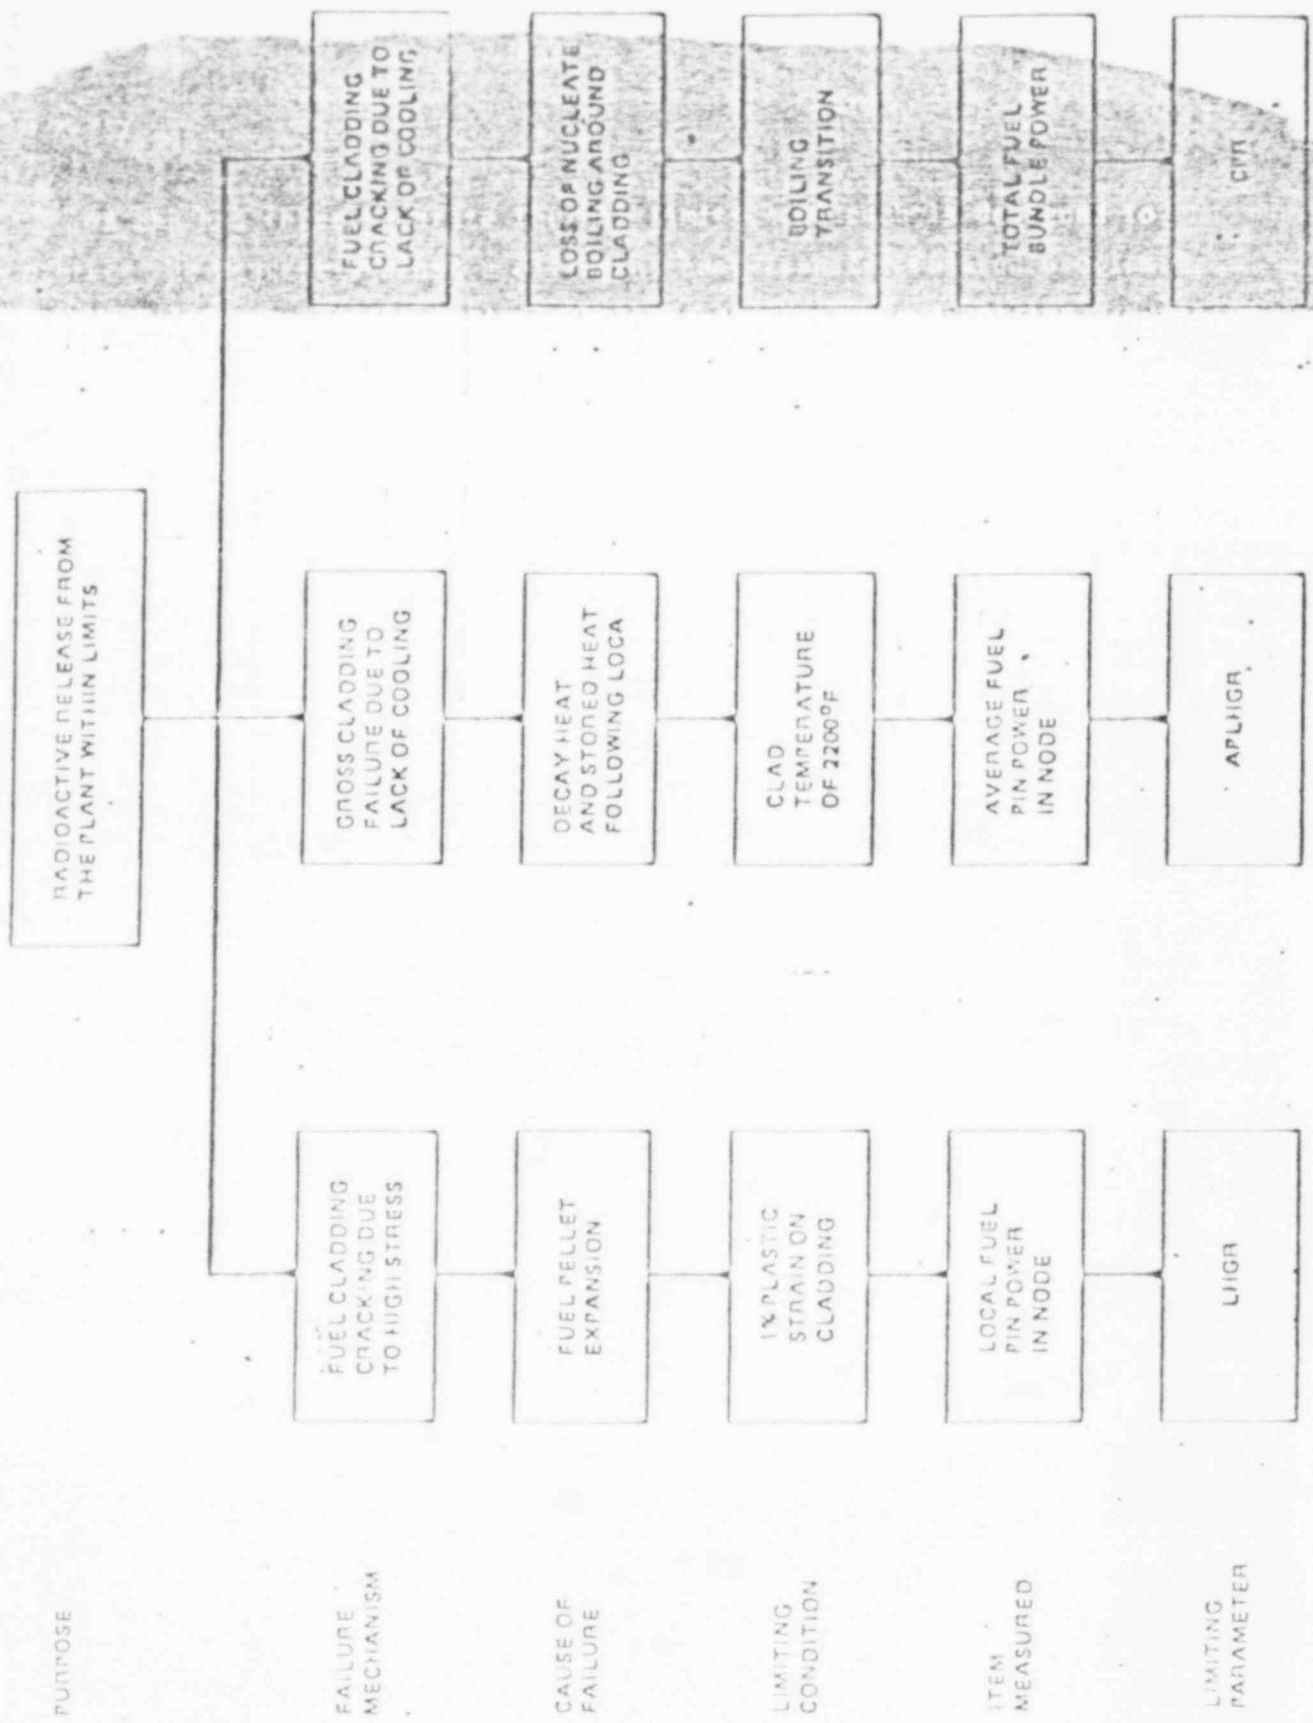 PURPOSE
RADIOACTIVE RELEASE FROM
THE PLANT WITHIN LIMITS
FAILURE
MECHANISM
FUEL CLADDING
CRACKING DUE
TO HIGH STRESS
GROSS CLADDING
FAILURE DUE TO
LACK OF COOLING
FUEL CLADDING
CRACKING DUE TO
LACK OF COOLING
CAUSE OF
FAILURE
FUEL PELLET
EXPANSION
DECAY HEAT
AND STORED HEAT
FOLLOWING LOCA
LOSS OF NUCLEATE
BOILING AROUND
CLADDING
LIMITING
CONDITION
1% PLASTIC
STRAIN ON
CLADDING
CLAD
TEMPERATURE
OF 2200°F
BOILING
TRANSITION
ITEM
MEASURED
LOCAL FUEL
PIN POWER
IN NODE
AVERAGE FUEL
PIN POWER
IN NODE
TOTAL FUEL
BUNDLE POWER
LIMITING
PARAMETER
LHGR
APLHGR
CPR